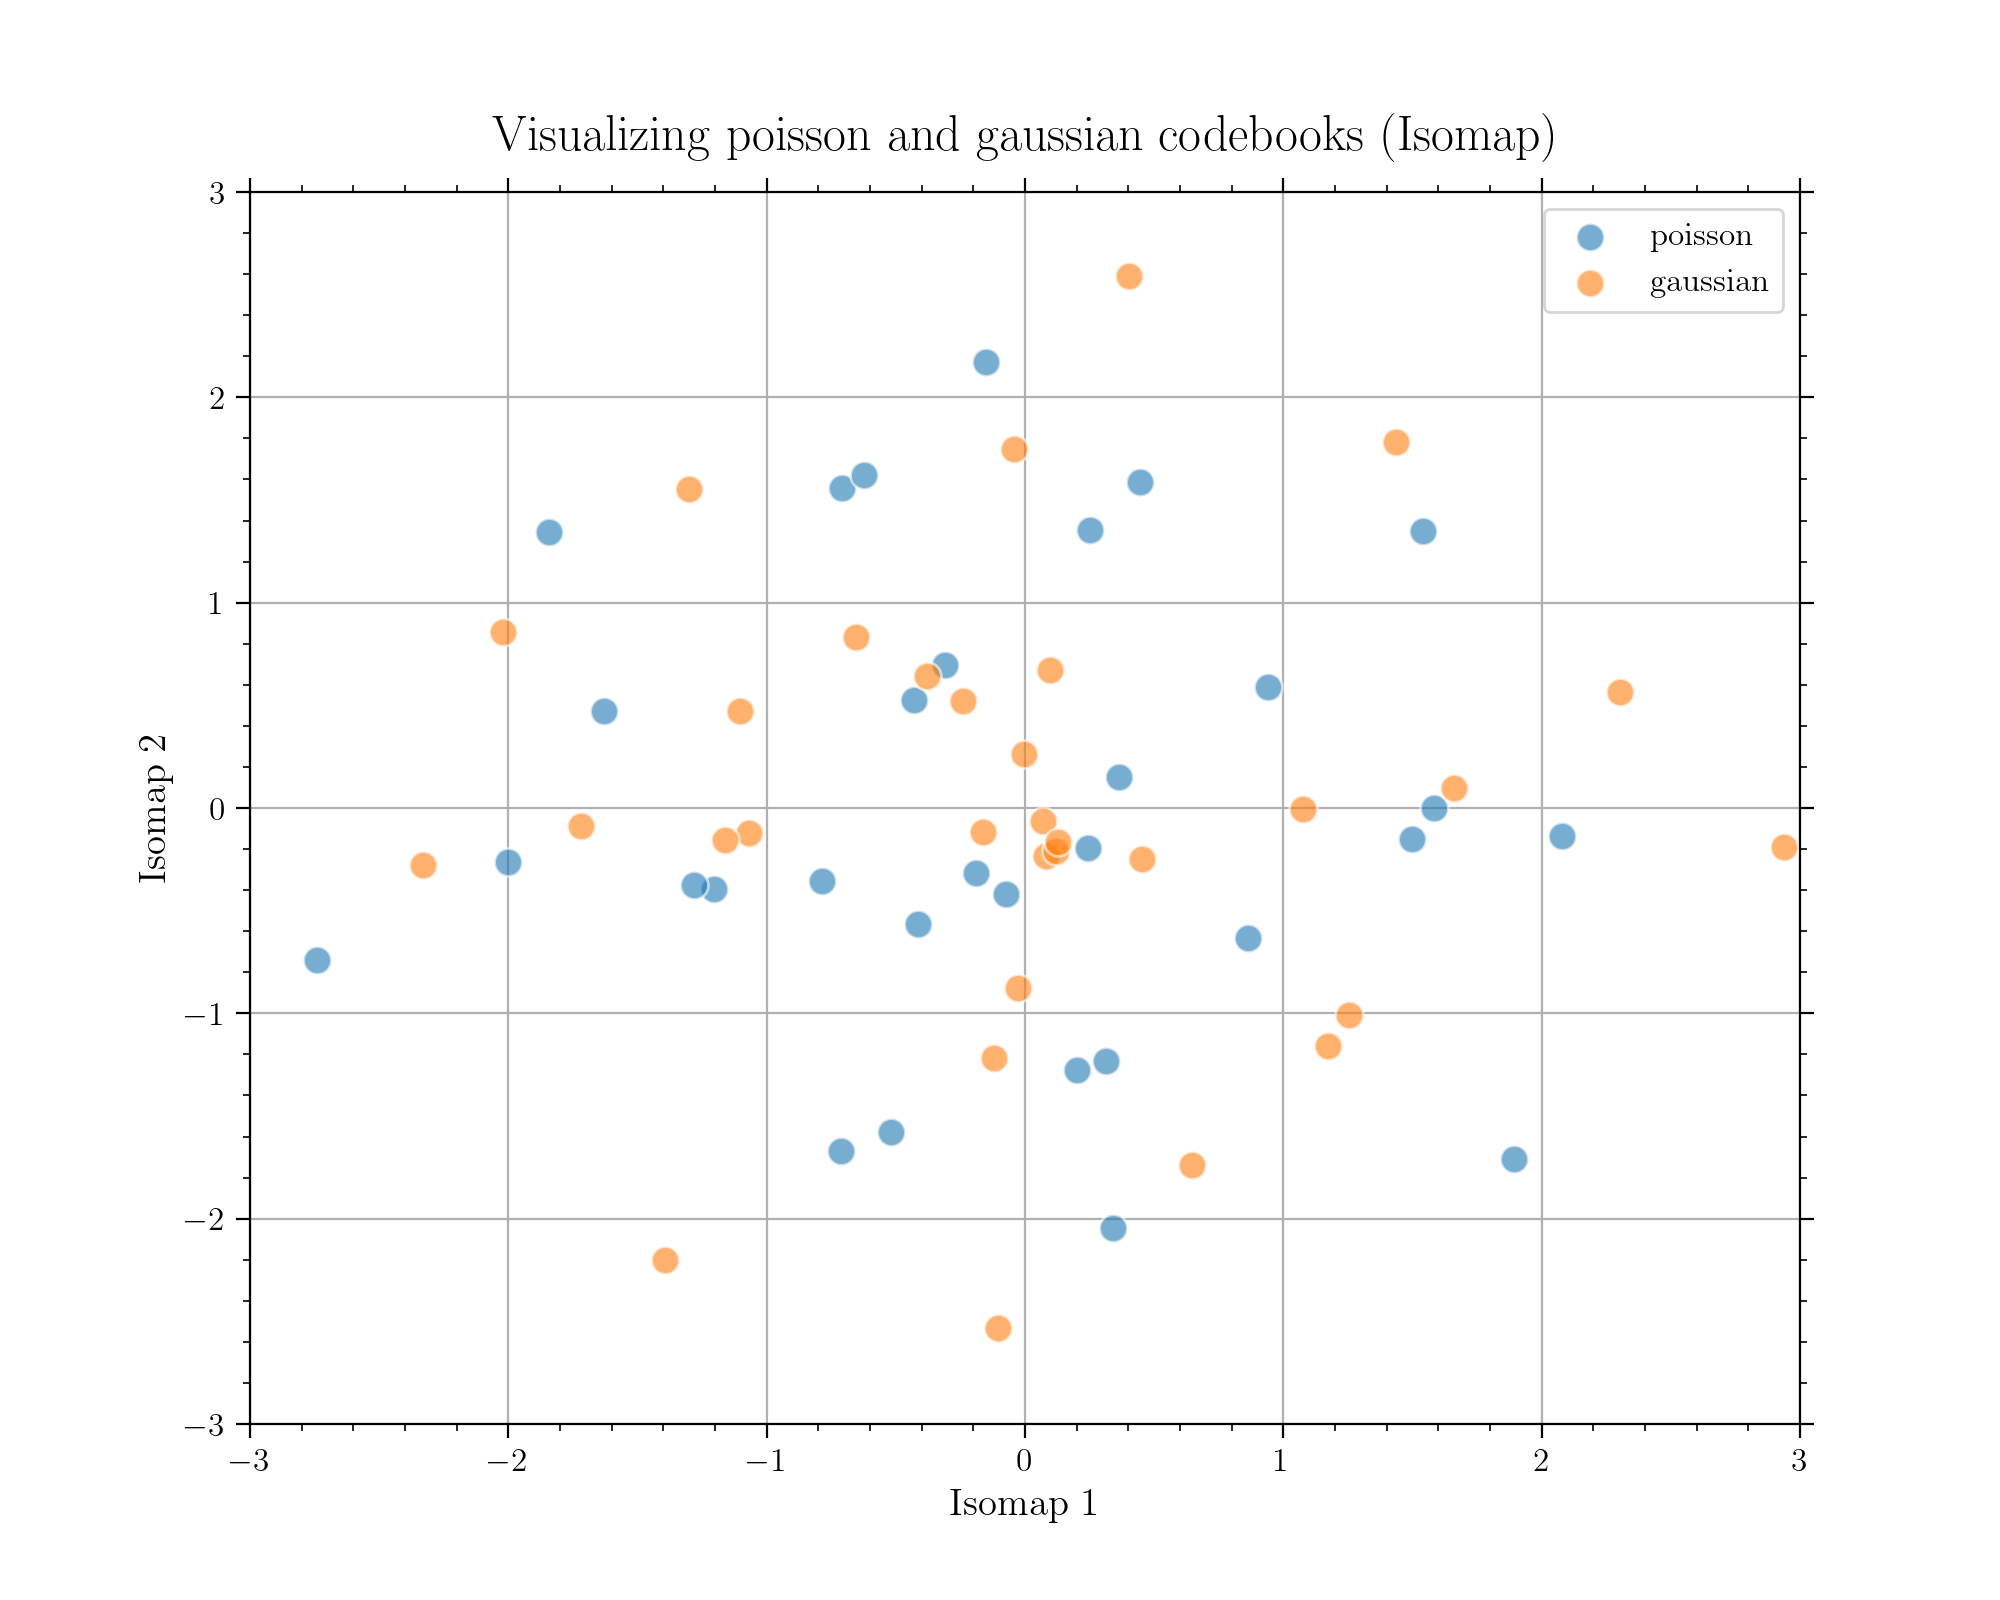 Visualizing poisson and gaussian codebooks (Isomap)
poisson
gaussian
3
2
1
0
−1
−2
−3
Isomap 2
−3 −2 −1 0 1 2 3
Isomap 1